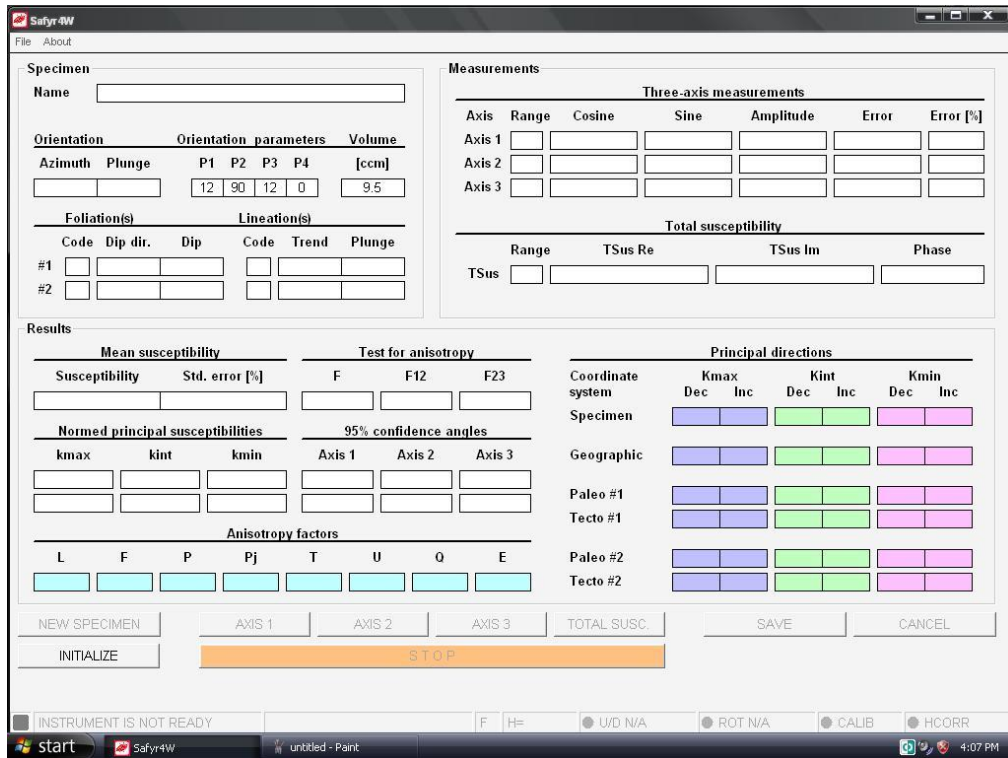 Safyr4W
File About
Specimen
Name
Orientation Orientation parameters Volume
Azimuth Plunge P1 P2 P3 P4 [ccm]
12 90 12 0 9.5
Foliation(s) Lineation(s)
Code Dip dir. Dip Code Trend Plunge
#1
#2
Measurements
Three-axis measurements
Axis Range Cosine Sine Amplitude Error Error [%]
Axis 1
Axis 2
Axis 3
Total susceptibility
Range TSus Re TSus Im Phase
TSus
Results
Mean susceptibility Test for anisotropy
Susceptibility Std. error [%] F F12 F23
Normed principal susceptibilities 95% confidence angles
kmax kint kmin Axis 1 Axis 2 Axis 3
Anisotropy factors
L F P Pj T U Q E
Principal directions
Coordinate system Kmax Kint Kmin
Dec Inc Dec Inc Dec Inc
Specimen
Geographic
Paleo #1
Tecto #1
Paleo #2
Tecto #2
NEW SPECIMEN AXIS 1 AXIS 2 AXIS 3 TOTAL SUSC. SAVE CANCEL
INITIALIZE STOP
INSTRUMENT IS NOT READY F H= U/D N/A ROT N/A CALIB HCORR
start Safyr4W untitled - Paint 4:07 PM